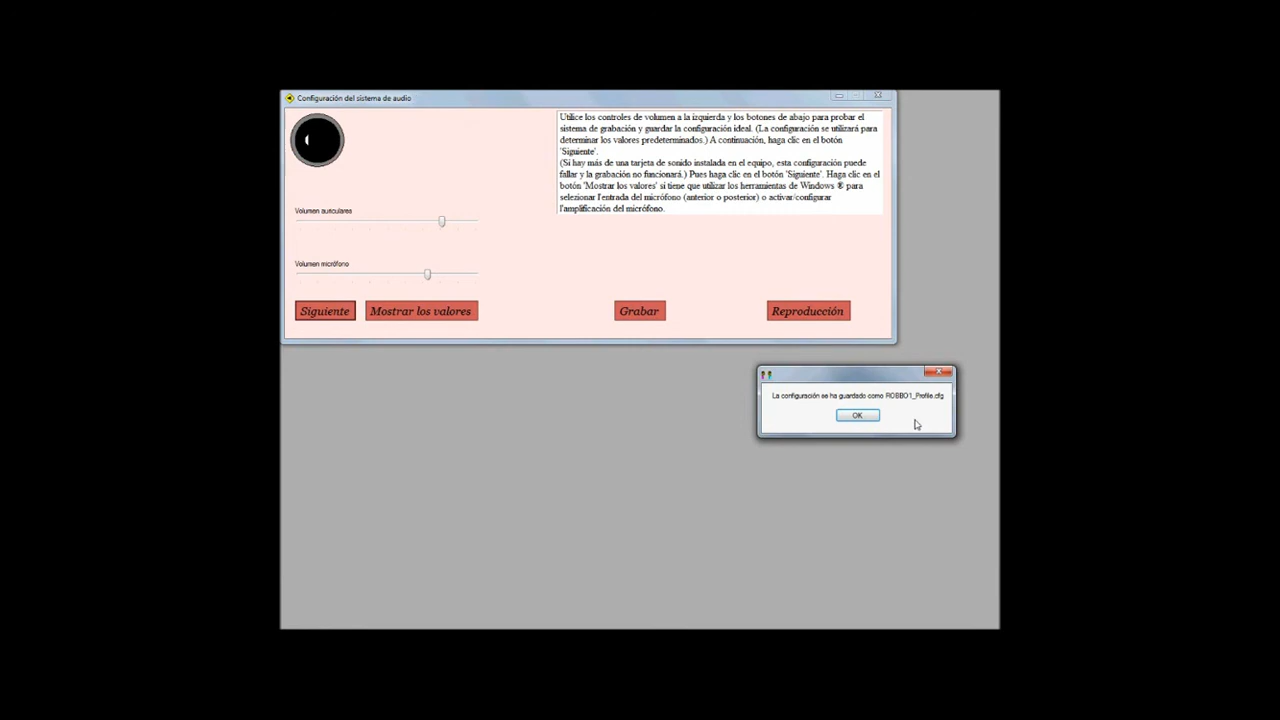 Configuración del sistema de audio
Utilice los controles de volumen a la izquierda y los botones de abajo para probar el
sistema de grabación y guardar la configuración ideal. (La configuración se utilizará para
determinar los valores predeterminados.) A continuación, haga clic en el botón
'Siguiente'.
(Si hay más de una tarjeta de sonido instalada en el equipo, esta configuración puede
fallar y la grabación no funcionará.) Pues haga clic en el botón 'Siguiente'. Haga clic en el
botón 'Mostrar los valores' si tiene que utilizar los herramientas de Windows ® para
selezionar l'entrada del micrófono (anterior o posterior) o activar/configurar
l'amplificación del micrófono.
Volumen auriculares
Volumen micrófono
Siguiente
Mostrar los valores
Grabar
Reproducción
La configuración se ha guardado como ROBBO1_Profile.cfg
OK